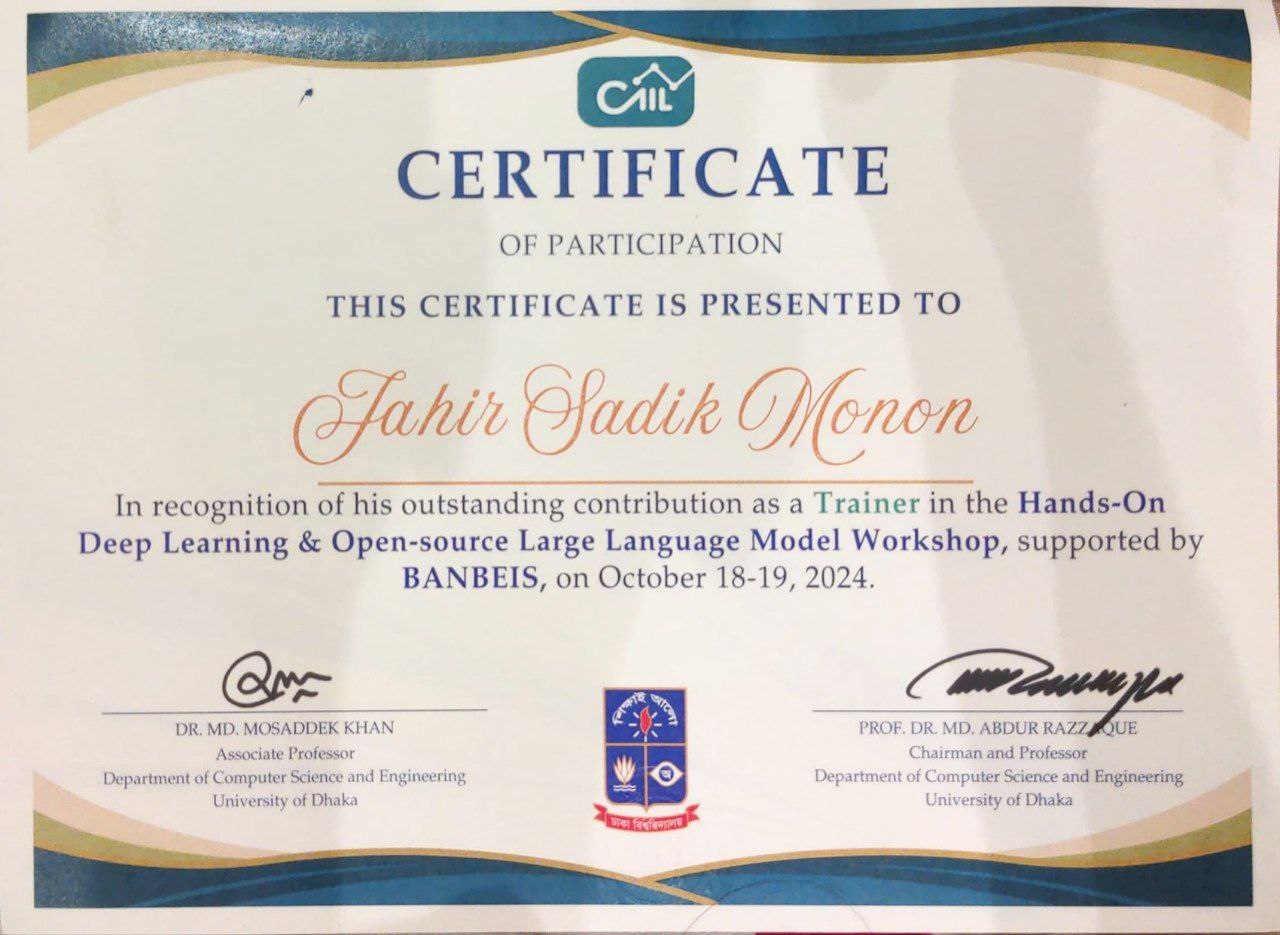 CAIL
CERTIFICATE
OF PARTICIPATION
THIS CERTIFICATE IS PRESENTED TO
Jahir Sadik Monon
In recognition of his outstanding contribution as a Trainer in the Hands-On
Deep Learning & Open-source Large Language Model Workshop, supported by
BANBEIS, on October 18-19, 2024.
DR. MD. MOSADDEK KHAN
Associate Professor
Department of Computer Science and Engineering
University of Dhaka
শিক্ষাই আলো
অ
ঢাকা বিশ্ববিদ্যালয়
PROF. DR. MD. ABDUR RAZZAQUE
Chairman and Professor
Department of Computer Science and Engineering
University of Dhaka